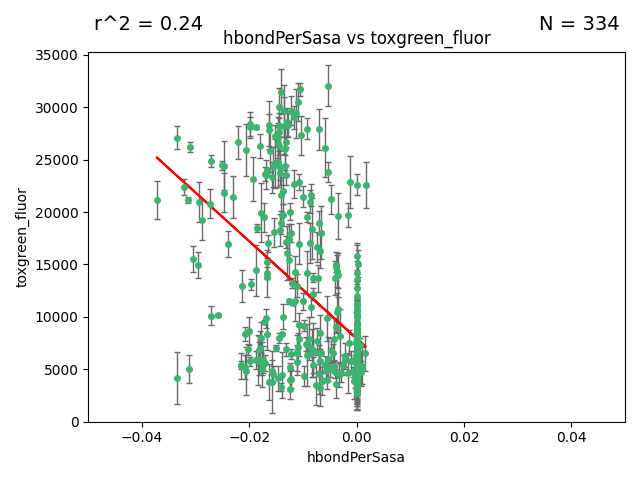 r^2 = 0.24
N = 334
hbondPerSasa vs toxgreen_fluor
35000
30000
25000
20000
15000
10000
5000
0
toxgreen_fluor
−0.04
−0.02
0.00
0.02
0.04
hbondPerSasa